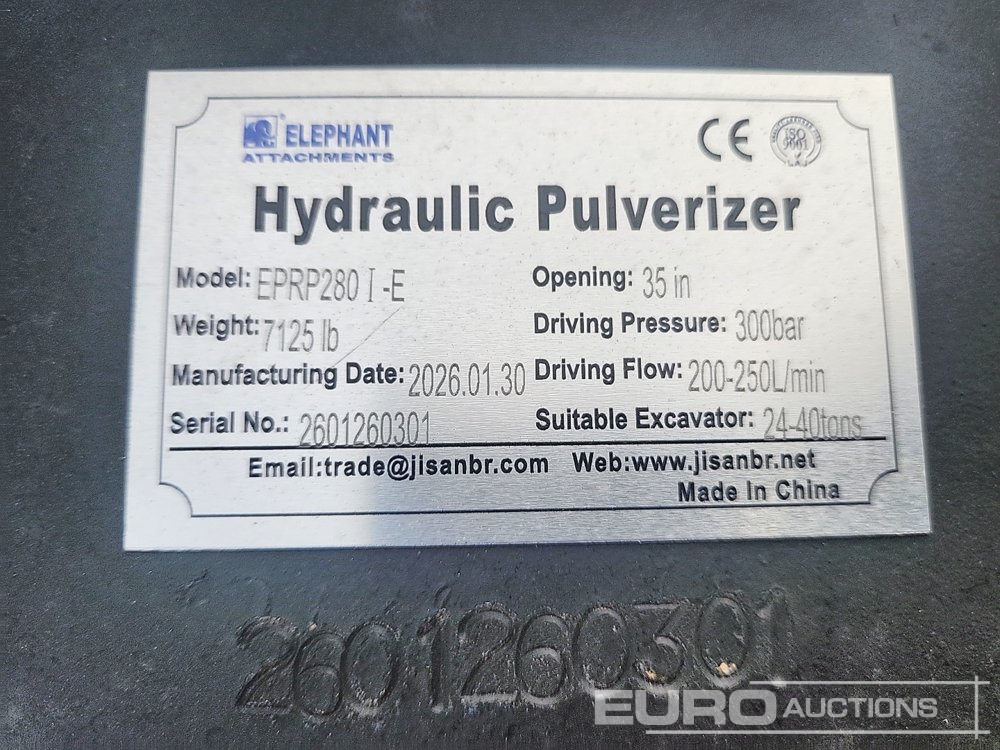 ELEPHANT
ATTACHMENTS
CE
ISO
9001
Hydraulic Pulverizer
Model: EPRP280 I -E
Opening: 35 in
Weight: 7125 lb
Driving Pressure: 300bar
Manufacturing Date: 2026.01.30
Driving Flow: 200-250L/min
Serial No.: 2601260301
Suitable Excavator: 24-40tons
Email:trade@jisanbr.com Web:www.jisanbr.net
Made In China
2601260301
EURO AUCTIONS